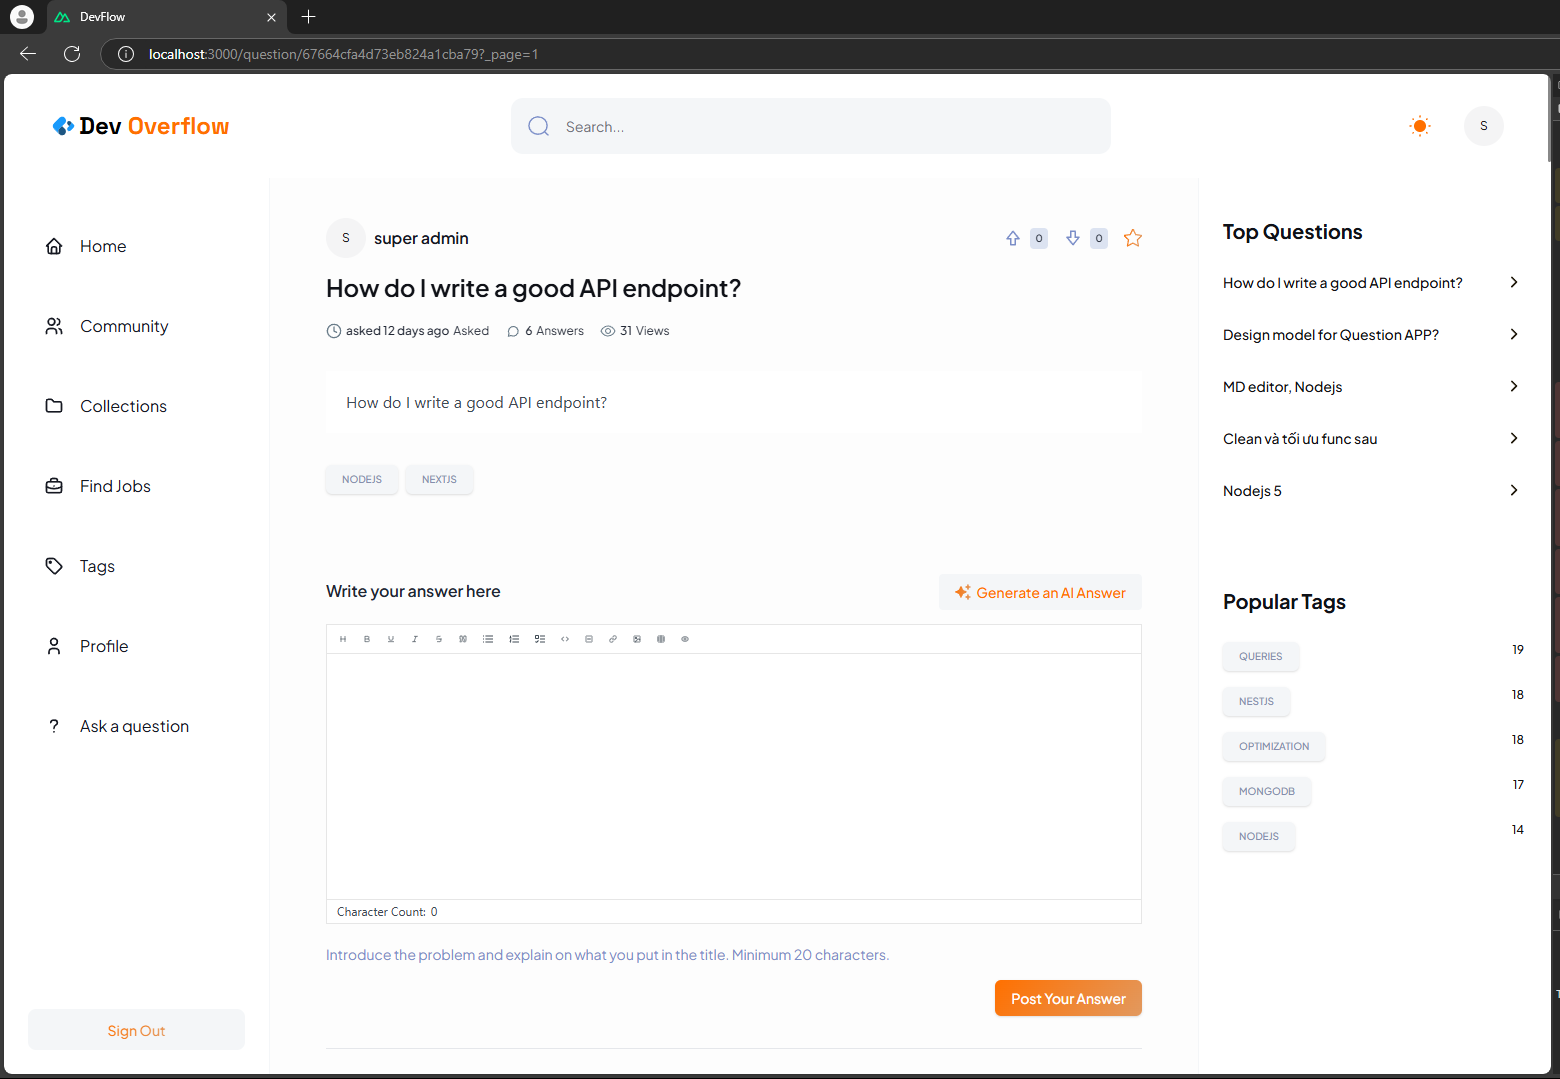 DevFlow
localhost:3000/question/67664cfa4d73eb824a1cba79?_page=1
Dev Overflow
Search...
S
Home
Community
Collections
Find Jobs
Tags
Profile
? Ask a question
Sign Out
S super admin
0 0
How do I write a good API endpoint?
asked 12 days ago Asked 6 Answers 31 Views
How do I write a good API endpoint?
NODEJS NEXTJS
Write your answer here
Generate an AI Answer
H B U I S
Character Count: 0
Introduce the problem and explain on what you put in the title. Minimum 20 characters.
Post Your Answer
Top Questions
How do I write a good API endpoint?
Design model for Question APP?
MD editor, Nodejs
Clean và tối ưu func sau
Nodejs 5
Popular Tags
QUERIES 19
NESTJS 18
OPTIMIZATION 18
MONGODB 17
NODEJS 14